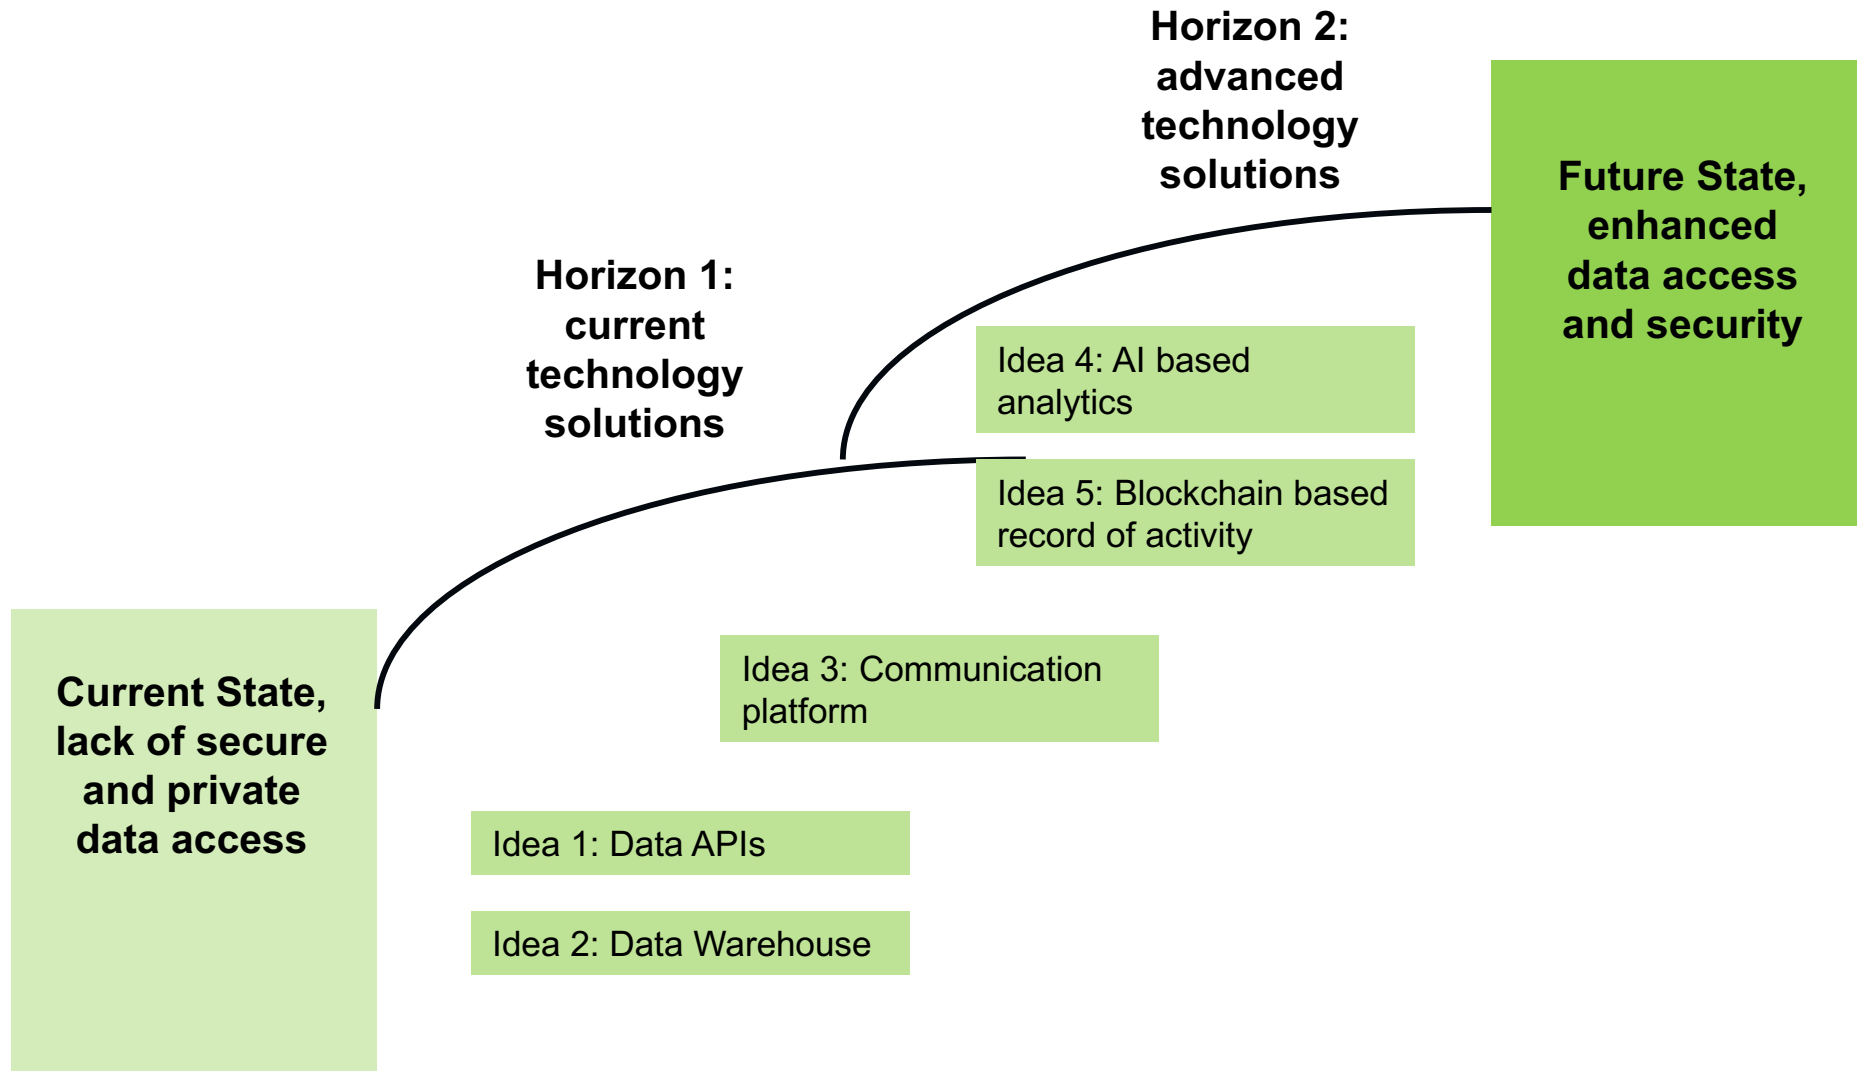 Horizon 2:
advanced
technology
solutions
Future State,
enhanced
data access
and security
Horizon 1:
current
technology
solutions
Idea 4: AI based
analytics
Idea 5: Blockchain based
record of activity
Idea 3: Communication
platform
Current State,
lack of secure
and private
data access
Idea 1: Data APIs
Idea 2: Data Warehouse